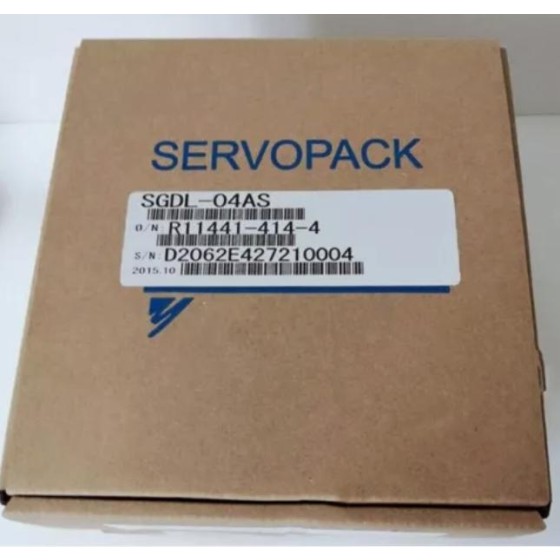 SERVOPACK
SGDL-04AS
O/N: R11441-414-4
S/N: D2062E427210004
2015.10